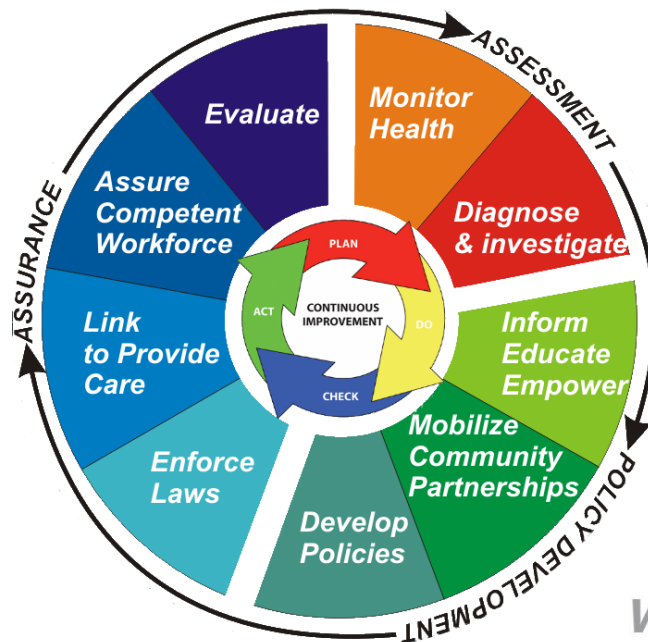 ASSESSMENT
Monitor
Health
Diagnose
& investigate
POLICY DEVELOPMENT
Inform
Educate
Empower
Mobilize
Community
Partnerships
Develop
Policies
ASSURANCE
Enforce
Laws
Link
to Provide
Care
Assure
Competent
Workforce
Evaluate
PLAN
DO
CHECK
ACT
CONTINUOUS
IMPROVEMENT